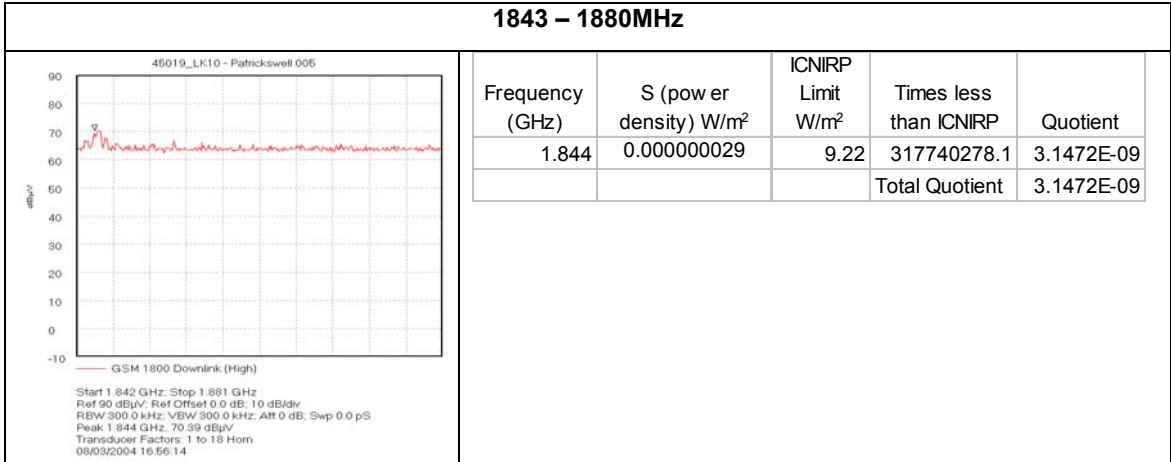 1843 – 1880MHz
45019_LK10 - Patrickswell 005
90
80
70
60
50
40
30
20
10
0
-10
dBµV
GSM 1800 Downlink (High)
Start 1.842 GHz; Stop 1.881 GHz
Ref 90 dBµV; Ref Offset 0.0 dB; 10 dB/div
RBW 300.0 kHz; VBW 300.0 kHz; Att 0 dB; Swp 0.0 pS
Peak 1.844 GHz, 70.39 dBµV
Transducer Factors: 1 to 18 Horn
08/03/2004 16:56:14
Frequency (GHz) S (pow er density) W/m² ICNIRP Limit W/m² Times less than ICNIRP Quotient
1.844 0.000000029 9.22 317740278.1 3.1472E-09
Total Quotient 3.1472E-09